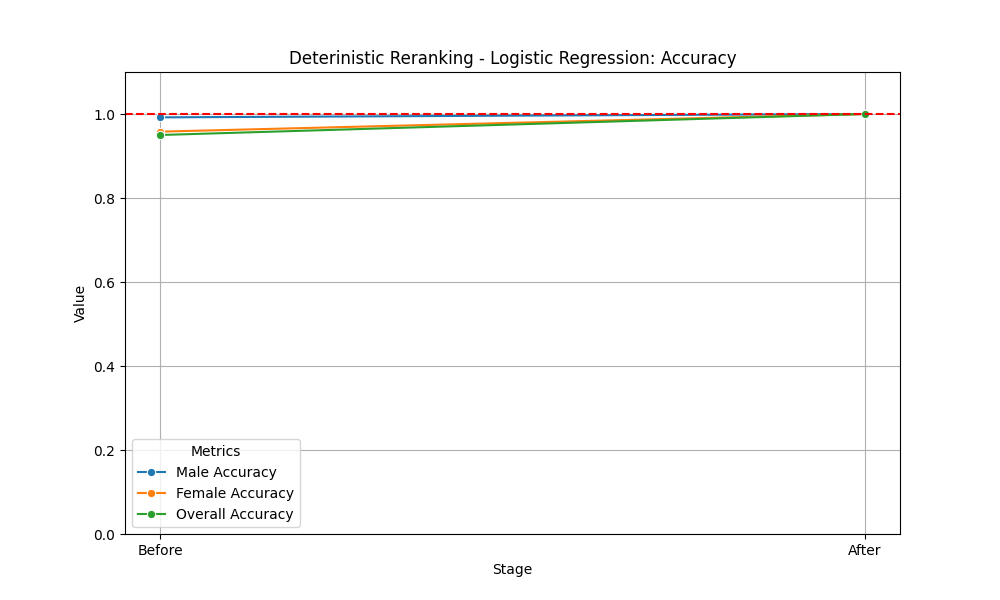 Deterinistic Reranking - Logistic Regression: Accuracy
Value
1.0
0.8
0.6
0.4
0.2
0.0
Metrics
Male Accuracy
Female Accuracy
Overall Accuracy
Before
After
Stage